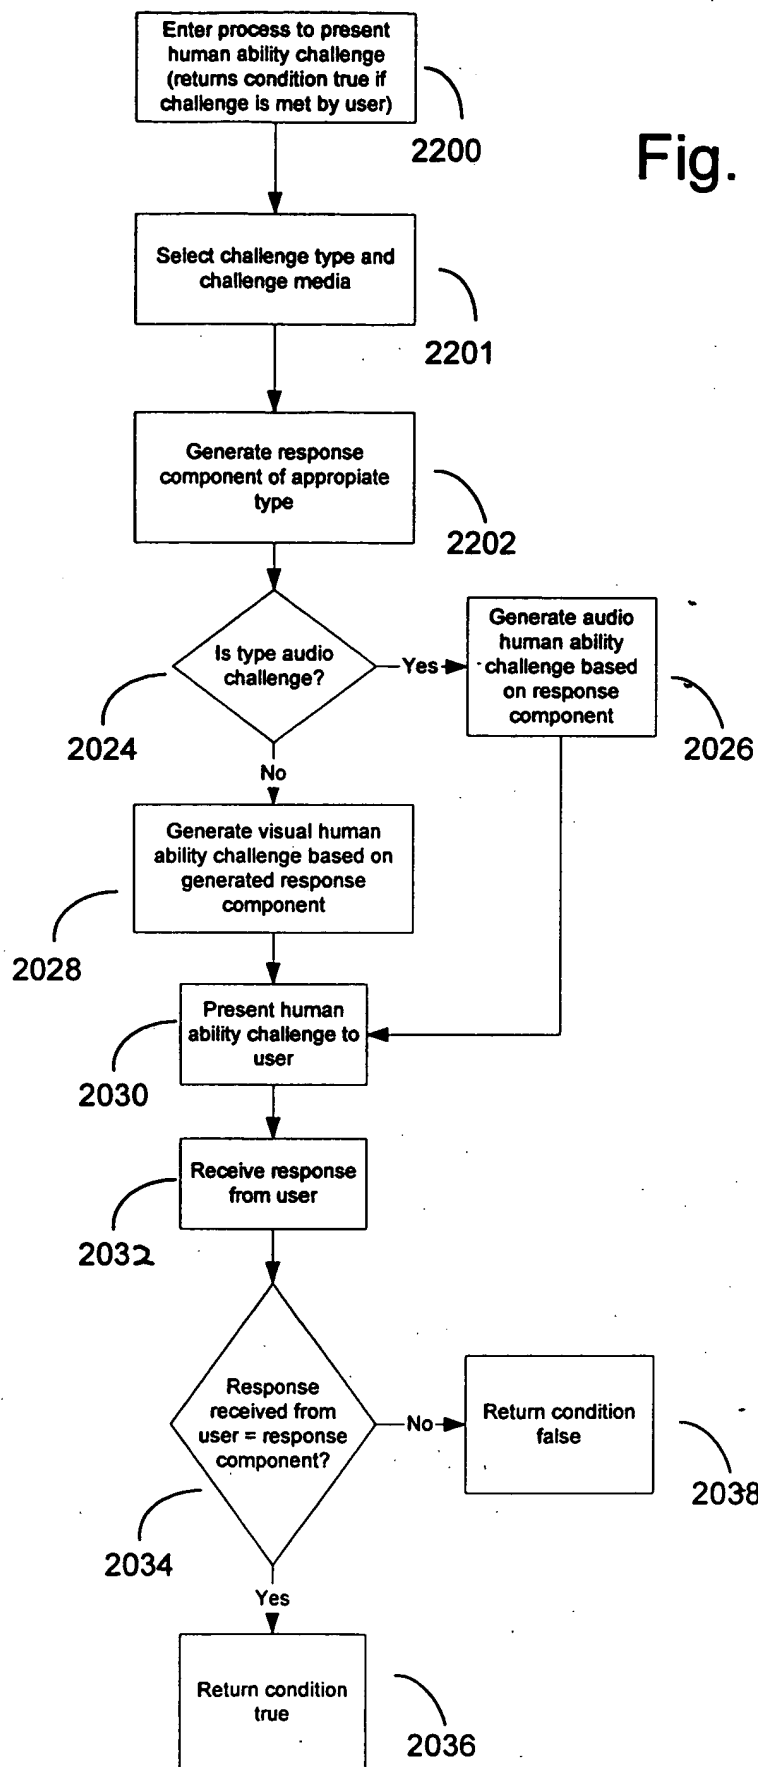 Enter process to present
human ability challenge
(returns condition true if
challenge is met by user)
2200
Fig.
Select challenge type and
challenge media
2201
Generate response
component of appropiate
type
2202
Is type audio
challenge?
Yes
Generate audio
human ability
challenge based
on response
component
2024
2026
No
Generate visual human
ability challenge based on
generated response
component
2028
Present human
ability challenge to
user
2030
Receive response
from user
2032
Response
received from
user = response
component?
No
Return condition
false
2038
2034
Yes
Return condition
true
2036